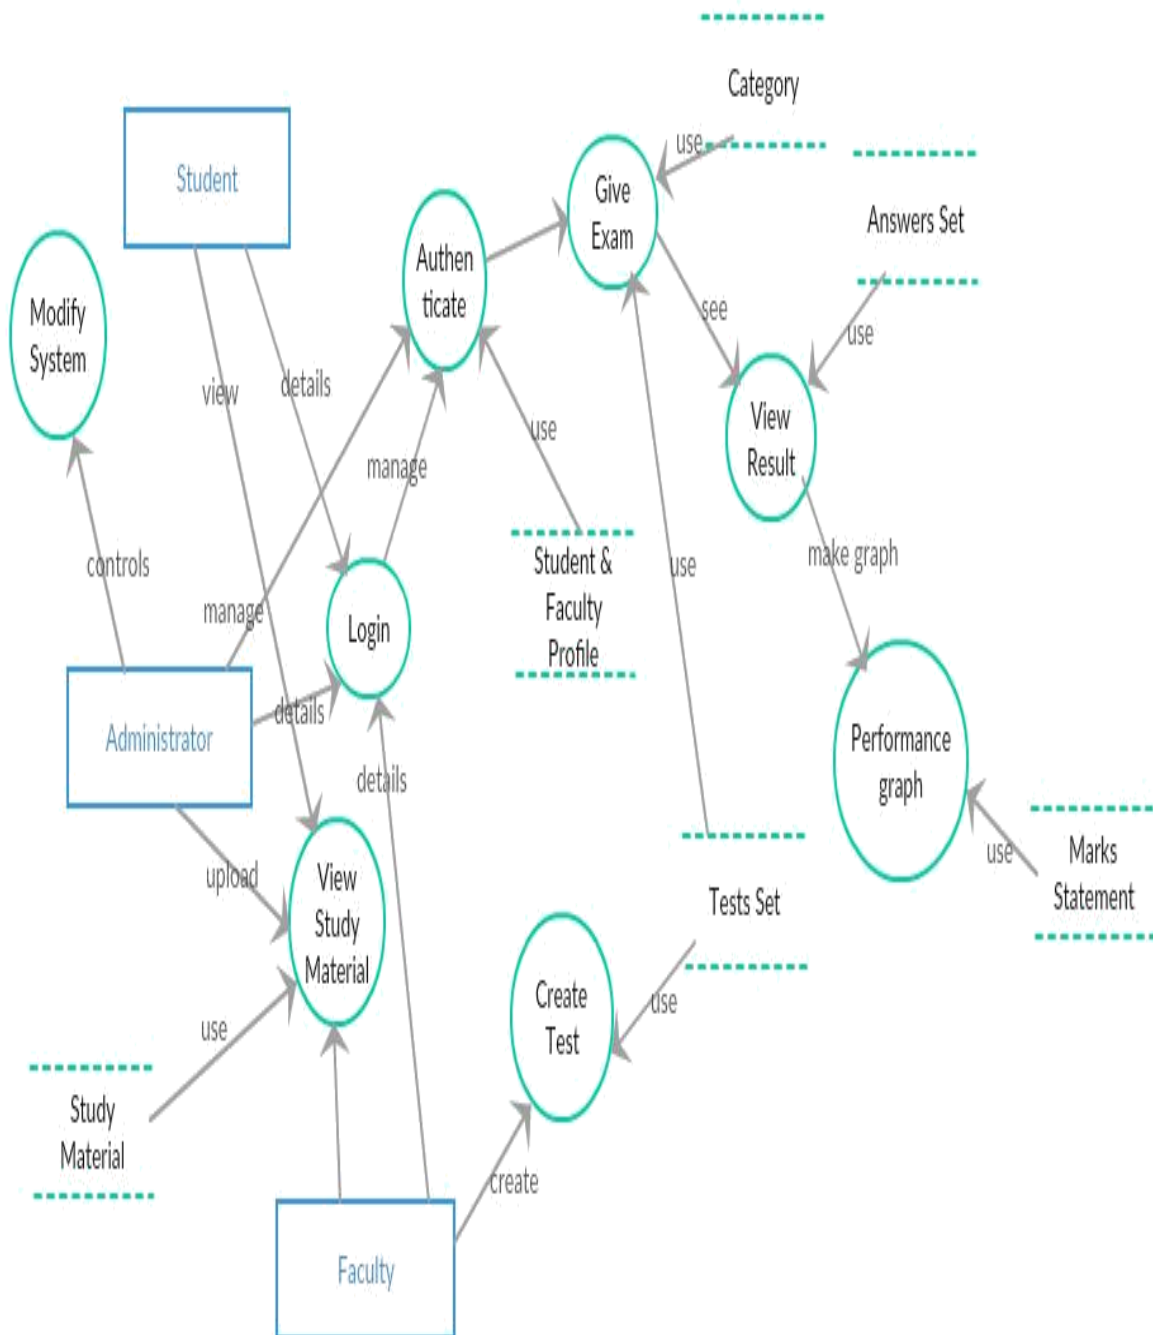 Category
use
Student
Give
Exam
Answers Set
Authen
ticate
Modify
System
see
use
view
details
View
Result
use
manage
make graph
controls
Student &
Faculty
Profile
use
manage
Login
details
Administrator
Performance
graph
details
upload
View
Study
Material
Tests Set
use
Marks
Statement
Create
Test
use
use
Study
Material
create
Faculty